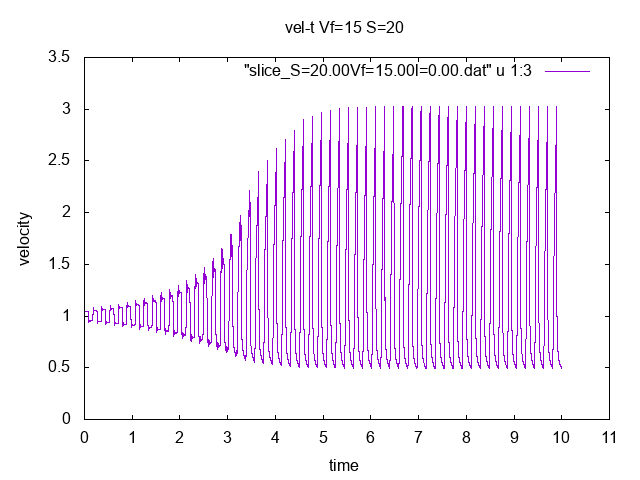 vel-t Vf=15 S=20
"slice_S=20.00Vf=15.00I=0.00.dat" u 1:3
3.5
3
2.5
2
1.5
1
0.5
0
velocity
0 1 2 3 4 5 6 7 8 9 10 11
time